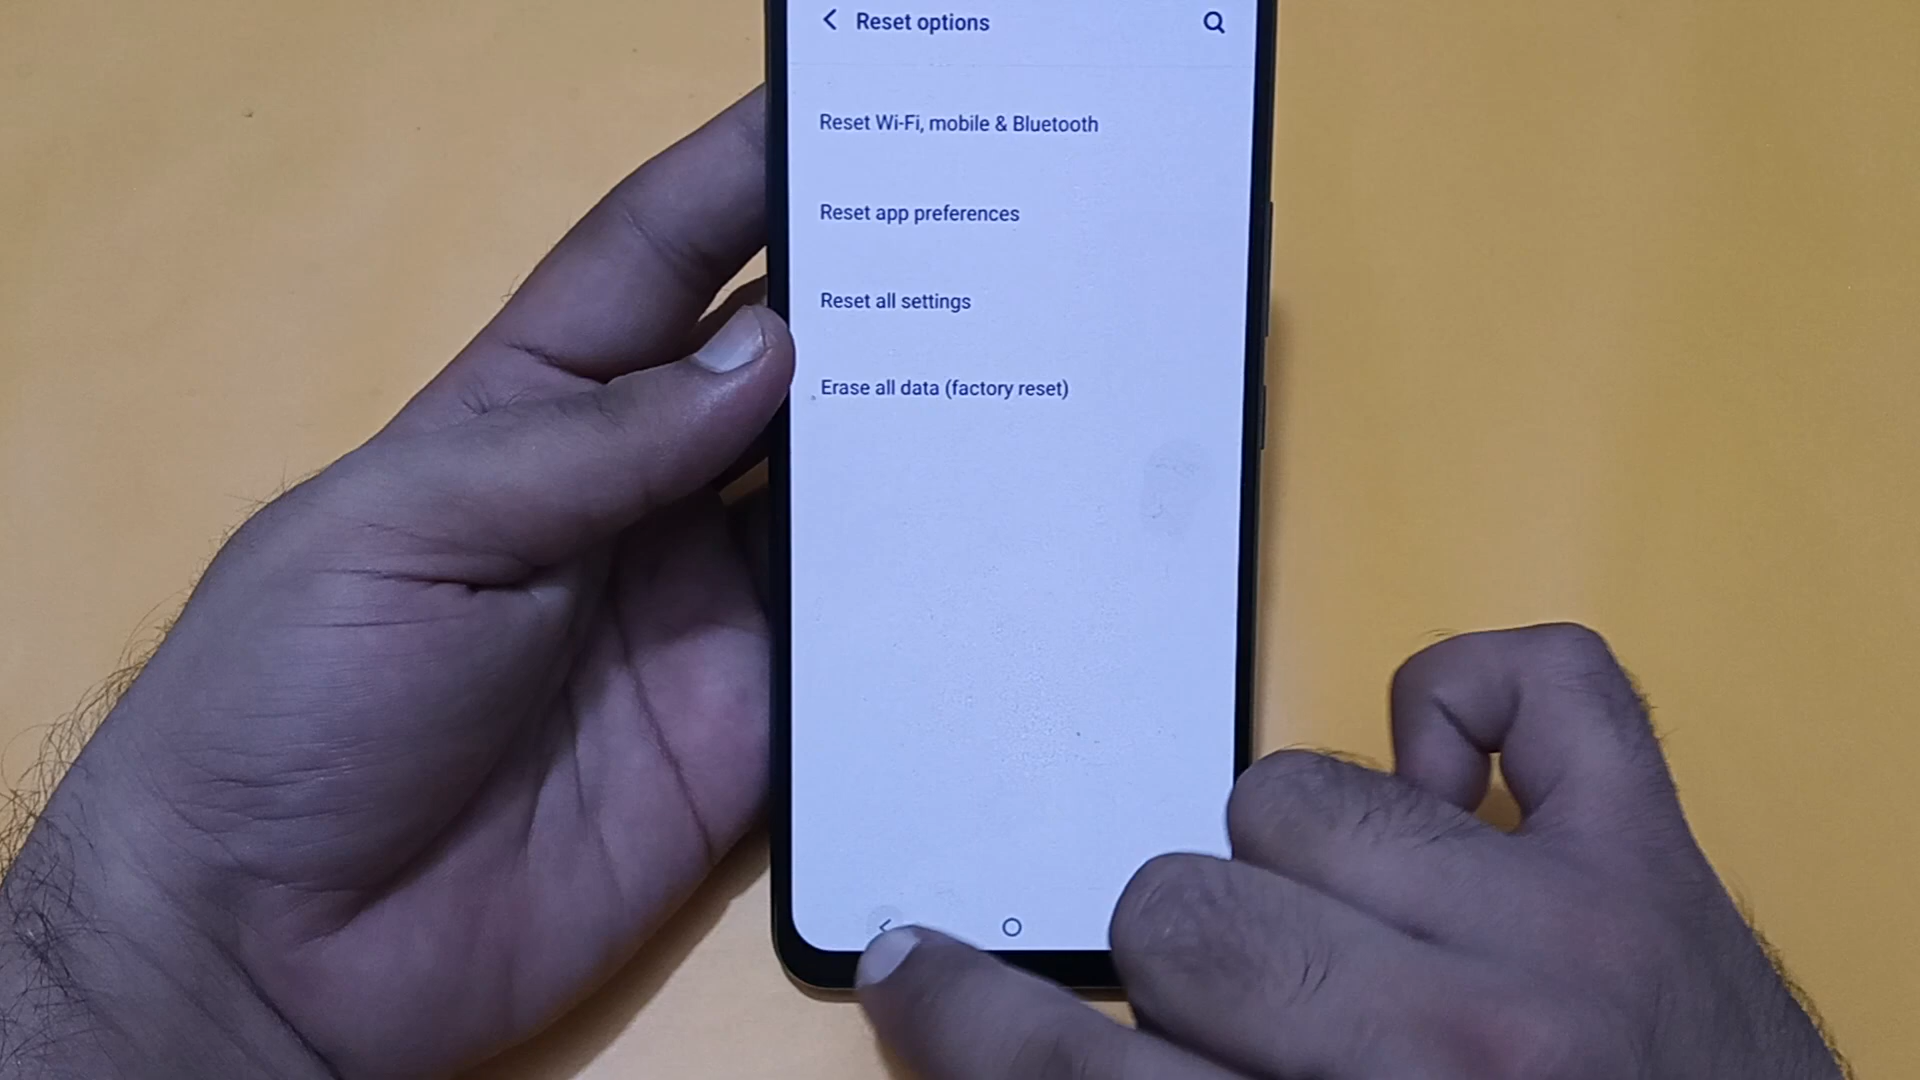 Reset options
Reset Wi-Fi, mobile & Bluetooth
Reset app preferences
Reset all settings
Erase all data (factory reset)